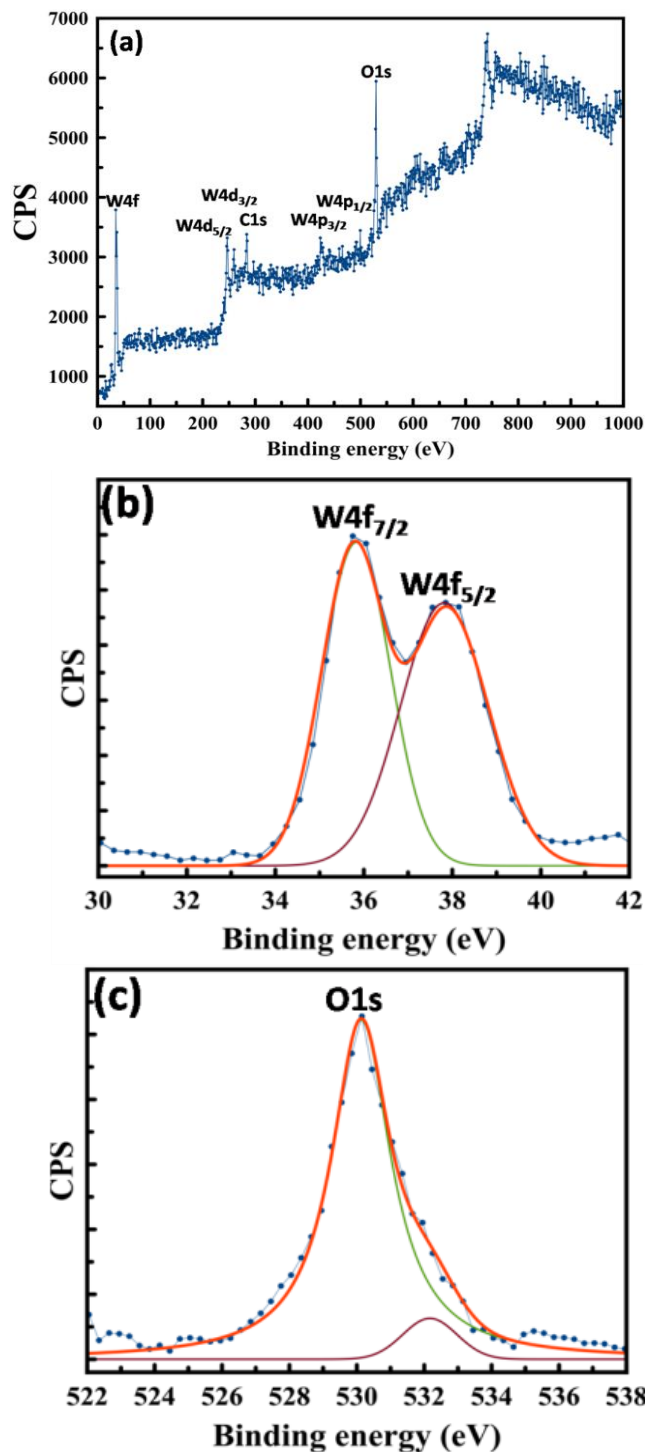 (a)
7000
6000
5000
4000
3000
2000
1000
CPS
O1s
W4f
W4d3/2
W4d5/2
C1s
W4p1/2
W4p3/2
0 100 200 300 400 500 600 700 800 900 1000
Binding energy (eV)
(b)
W4f7/2
W4f5/2
CPS
30 32 34 36 38 40 42
Binding energy (eV)
(c)
O1s
CPS
522 524 526 528 530 532 534 536 538
Binding energy (eV)